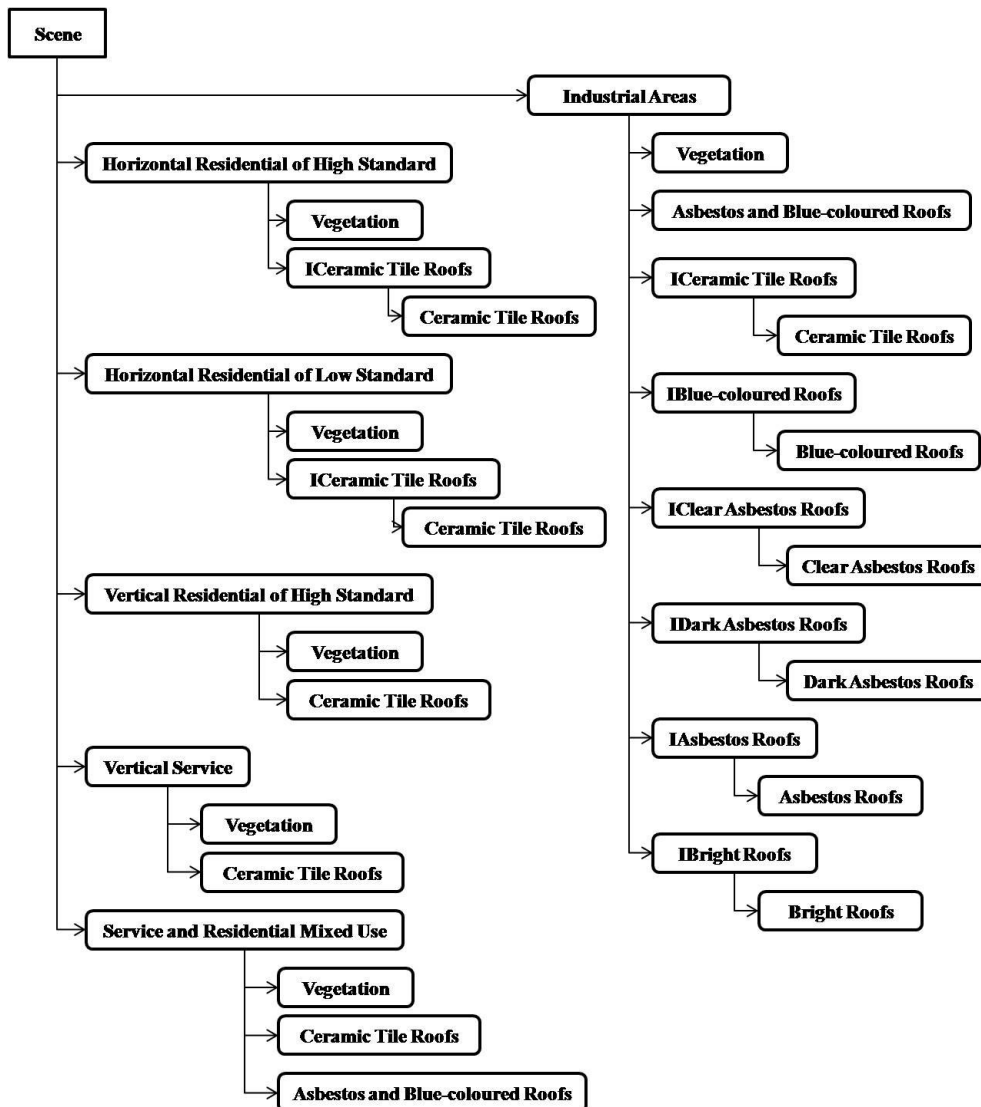 Scene
Industrial Areas
Vegetation
Asbestos and Blue-coloured Roofs
ICeramic Tile Roofs
Ceramic Tile Roofs
IBlue-coloured Roofs
Blue-coloured Roofs
IClear Asbestos Roofs
Clear Asbestos Roofs
IDark Asbestos Roofs
Dark Asbestos Roofs
IAsbestos Roofs
Asbestos Roofs
IBright Roofs
Bright Roofs
Horizontal Residential of High Standard
Vegetation
ICeramic Tile Roofs
Ceramic Tile Roofs
Horizontal Residential of Low Standard
Vegetation
ICeramic Tile Roofs
Ceramic Tile Roofs
Vertical Residential of High Standard
Vegetation
Ceramic Tile Roofs
Vertical Service
Vegetation
Ceramic Tile Roofs
Service and Residential Mixed Use
Vegetation
Ceramic Tile Roofs
Asbestos and Blue-coloured Roofs